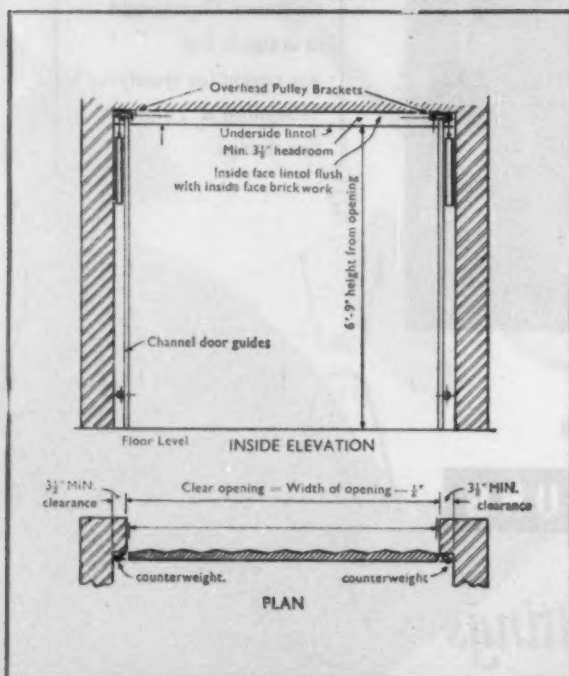 Overhead Pulley Brackets
Underside lintol
Min. 3½" headroom
Inside face lintol flush
with inside face brick work
6'-9" height from opening
Channel door guides
Floor Level
INSIDE ELEVATION
3½" MIN.
clearance
Clear opening — Width of opening — ½"
3½" MIN.
clearance
counterweight.
counterweight
PLAN